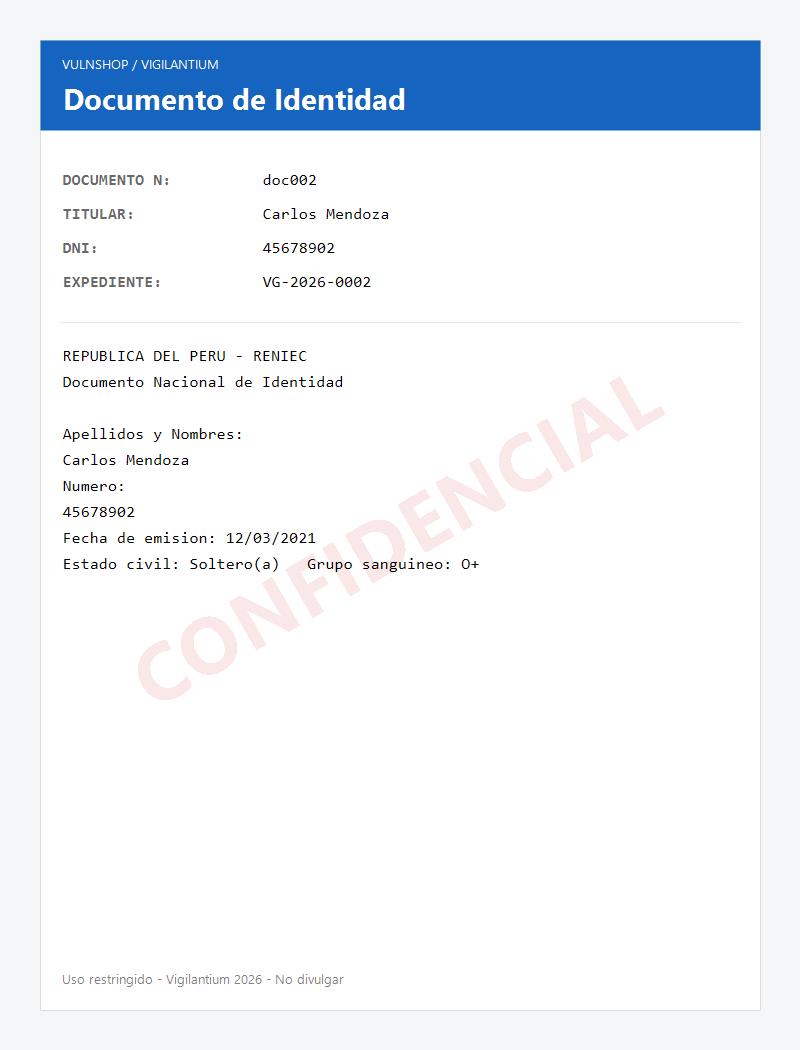 VULNSHOP / VIGILANTIUM
Documento de Identidad
DOCUMENTO N: doc002
TITULAR: Carlos Mendoza
DNI: 45678902
EXPEDIENTE: VG-2026-0002
REPUBLICA DEL PERU - RENIEC
Documento Nacional de Identidad
Apellidos y Nombres:
Carlos Mendoza
Numero:
45678902
Fecha de emision: 12/03/2021
Estado civil: Soltero(a) Grupo sanguineo: O+
CONFIDENCIAL
Uso restringido - Vigilantium 2026 - No divulgar